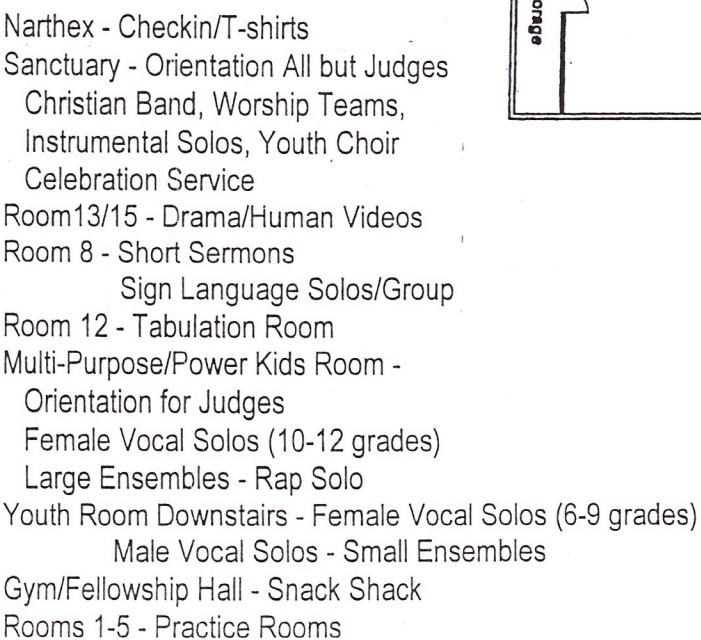 Narthex - Checkin/T-shirts
Sanctuary - Orientation All but Judges
Christian Band, Worship Teams,
Instrumental Solos, Youth Choir
Celebration Service
Room13/15 - Drama/Human Videos
Room 8 - Short Sermons
Sign Language Solos/Group
Room 12 - Tabulation Room
Multi-Purpose/Power Kids Room -
Orientation for Judges
Female Vocal Solos (10-12 grades)
Large Ensembles - Rap Solo
Youth Room Downstairs - Female Vocal Solos (6-9 grades)
Male Vocal Solos - Small Ensembles
Gym/Fellowship Hall - Snack Shack
Rooms 1-5 - Practice Rooms